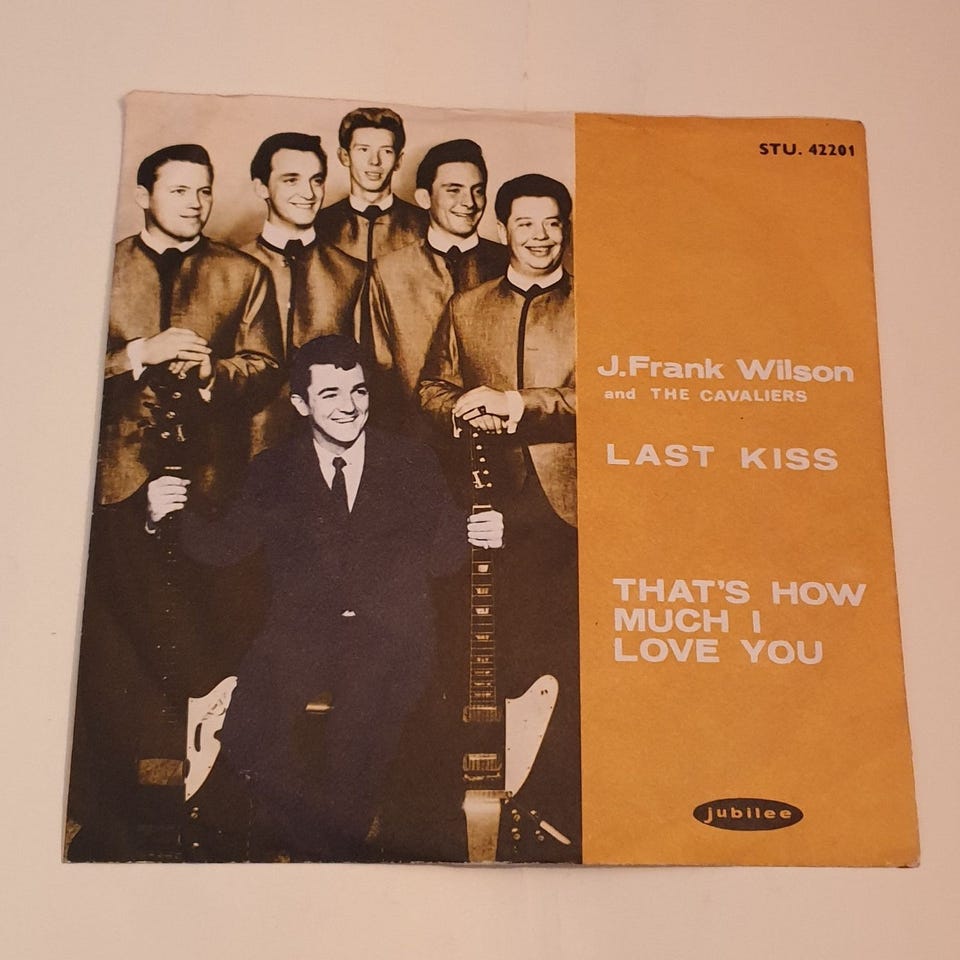 STU. 42201
J.Frank Wilson
and THE CAVALIERS
LAST KISS
THAT'S HOW
MUCH I
LOVE YOU
jubilee